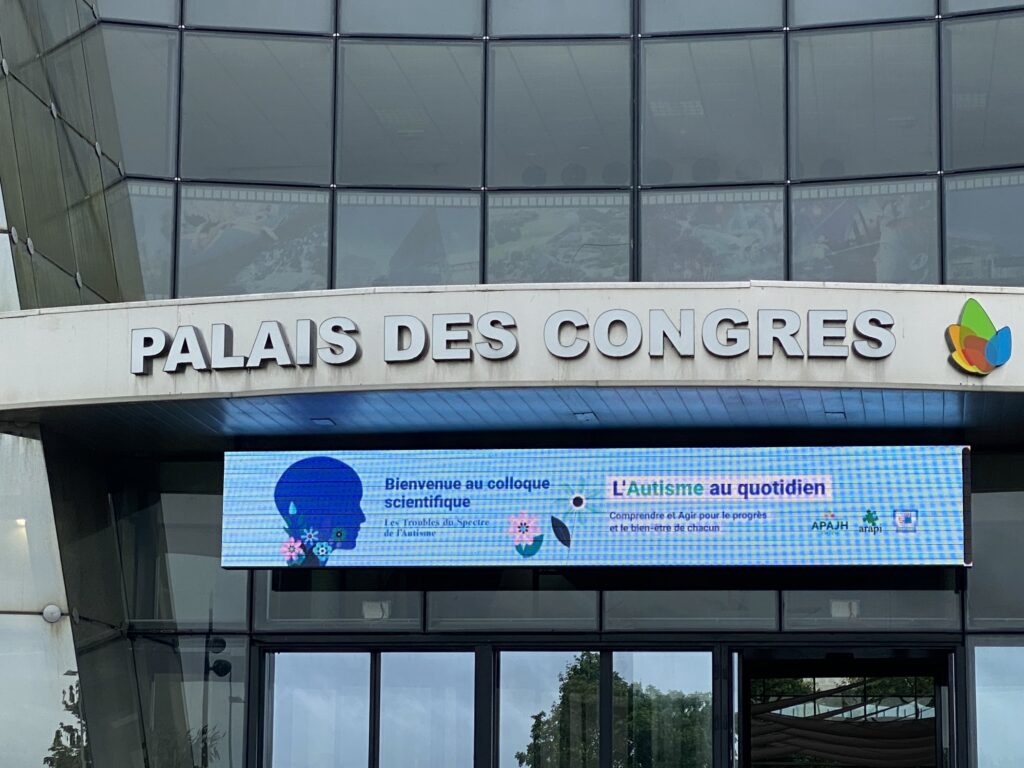 PALAIS DES CONGRES
Bienvenue au colloque
scientifique
Les Troubles du Spectre
de l'Autisme
L'Autisme au quotidien
Comprendre et Agir pour le progrès
et le bien-être de chacun
APAJH
arapi